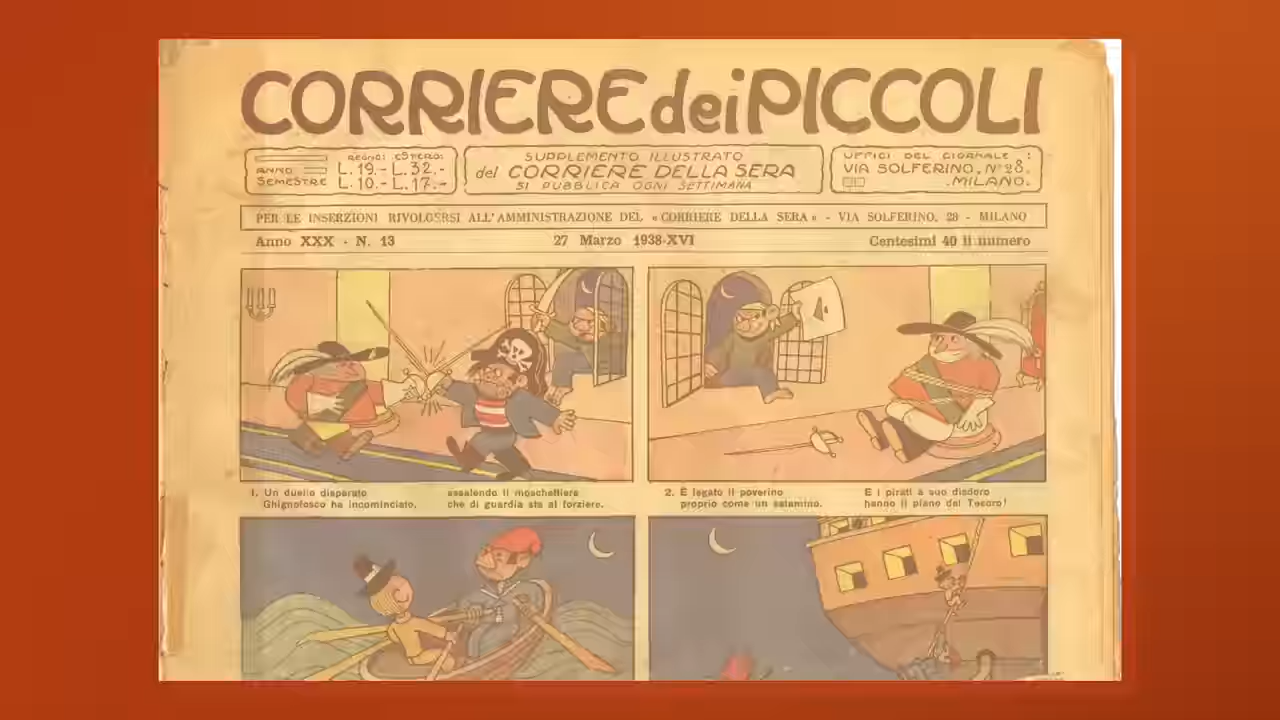 CORRIERE dei PICCOLI
REGNO: ESTERO:
ANNO L. 19.- L. 32.-
SEMESTRE L. 10.- L. 17.-
SUPPLEMENTO ILLUSTRATO
del CORRIERE DELLA SERA
SI PUBBLICA OGNI SETTIMANA
UFFICI DEL GIORNALE:
VIA SOLFERINO, N° 28.
MILANO.
PER LE INSERZIONI RIVOLGERSI ALL'AMMINISTRAZIONE DEL «CORRIERE DELLA SERA» - VIA SOLFERINO, 28 - MILANO
Anno XXX - N. 13 27 Marzo 1938-XVI Centesimi 40 il numero
1. Un duello disperato
Ghignofosco ha incominciato,
assalendo il moschettiere
che di guardia sta al forziere.
2. È legato il poverino
proprio come un salamino.
E i pirati a suo disdoro
hanno il piano del Tesoro!